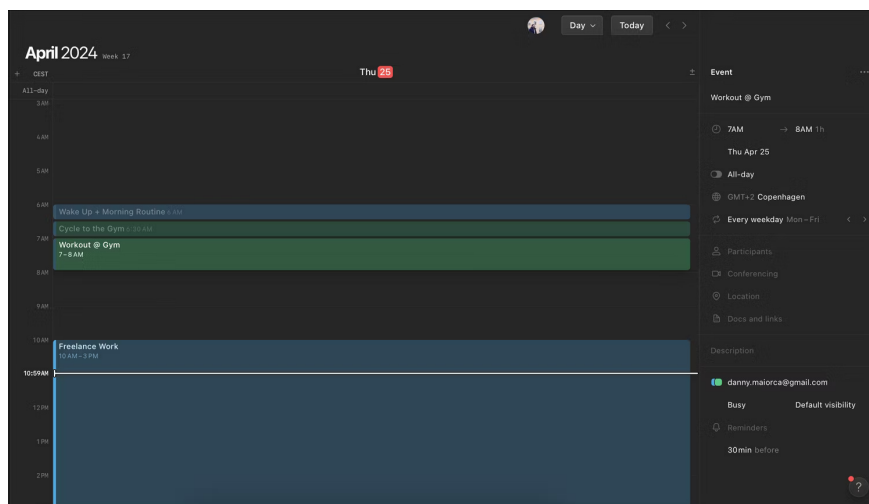 Day
Today
April 2024 Week 17
+ CEST
Thu 25
All-day
3 AM
4 AM
5 AM
6 AM
Wake Up + Morning Routine 6 AM
Cycle to the Gym 6:30 AM
7 AM
Workout @ Gym
7–8 AM
8 AM
9 AM
10 AM
Freelance Work
10 AM–3 PM
10:59AM
12 PM
1 PM
2 PM
Event
Workout @ Gym
7AM → 8AM 1h
Thu Apr 25
All-day
GMT+2 Copenhagen
Every weekday Mon–Fri
Participants
Conferencing
Location
Docs and links
Description
danny.maiorca@gmail.com
Busy Default visibility
Reminders
30min before
?